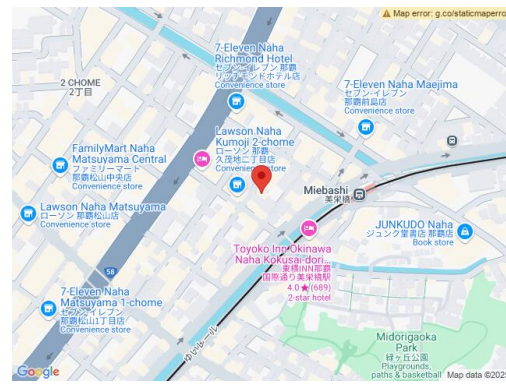 Map error: g.co/staticmaperro
7-Eleven Naha
Richmond Hotel
セブン-イレブン 那覇
リッチモンドホテル店
Convenience store
2 CHOME
2丁目
7-Eleven Naha Maejima
セブン-イレブン
那覇前島店
Convenience store
Lawson Naha
Kumoji 2-chome
ローソン 那覇
久茂地二丁目店
Convenience store
FamilyMart Naha
Matsuyama Central
ファミリーマート
那覇松山中央店
Convenience store
Miebashi
美栄橋
Lawson Naha Matsuyama
ローソン 那覇松山店
Convenience store
JUNKUDO Naha
ジュンク堂書店 那覇店
Book store
Toyoko Inn Okinawa
Naha Kokusai-dori...
東横INN那覇
国際通り美栄橋駅
4.0★(689)
2-star hotel
58
7-Eleven Naha
Matsuyama 1-chome
セブン-イレブン
那覇松山1丁目店
Convenience store
ゆいレール
Midorigaoka
Park
緑ヶ丘公園
Playgrounds,
paths & basketball
Google
Map data ©202